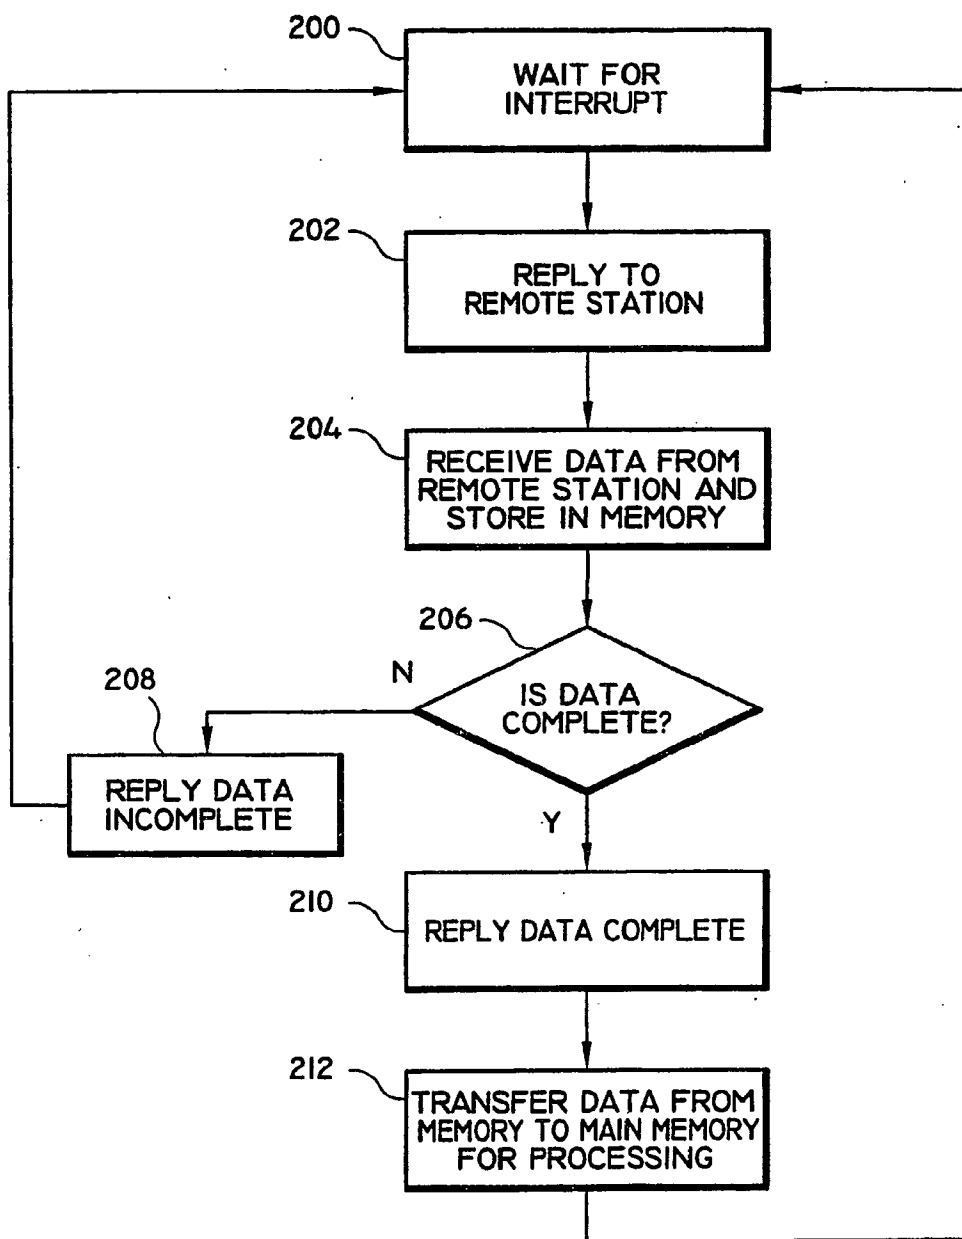 200
WAIT FOR
INTERRUPT
202
REPLY TO
REMOTE STATION
204
RECEIVE DATA FROM
REMOTE STATION AND
STORE IN MEMORY
206
N
IS DATA
COMPLETE?
208
REPLY DATA
INCOMPLETE
Y
210
REPLY DATA COMPLETE
212
TRANSFER DATA FROM
MEMORY TO MAIN MEMORY
FOR PROCESSING